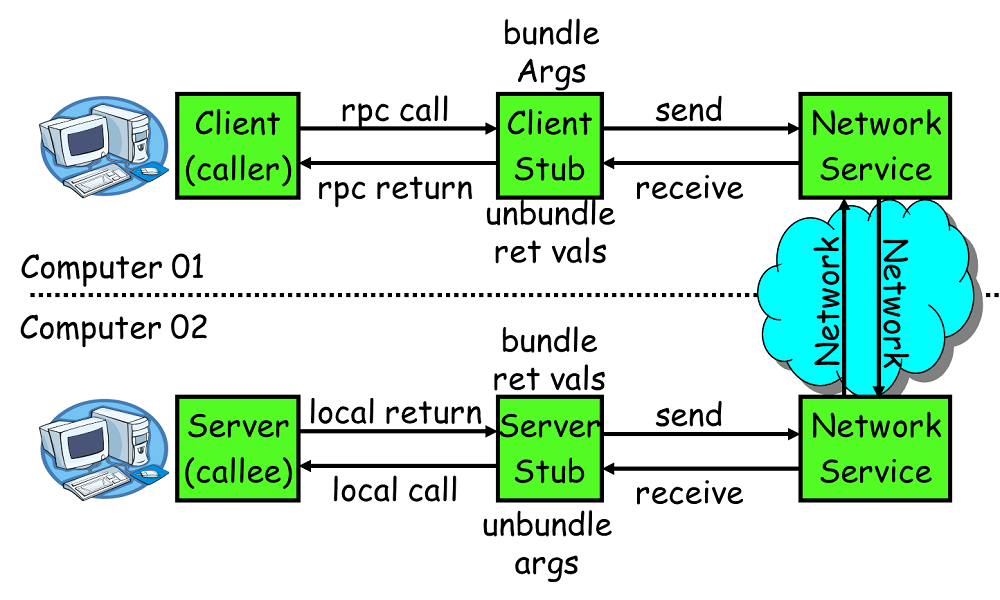 bundle
Args
rpc call
send
Client
(caller)
Client
Stub
Network
Service
rpc return
receive
unbundle
ret vals
Computer 01
Network
Network
Computer 02
bundle
ret vals
local return
send
Server
(callee)
Server
Stub
Network
Service
local call
receive
unbundle
args